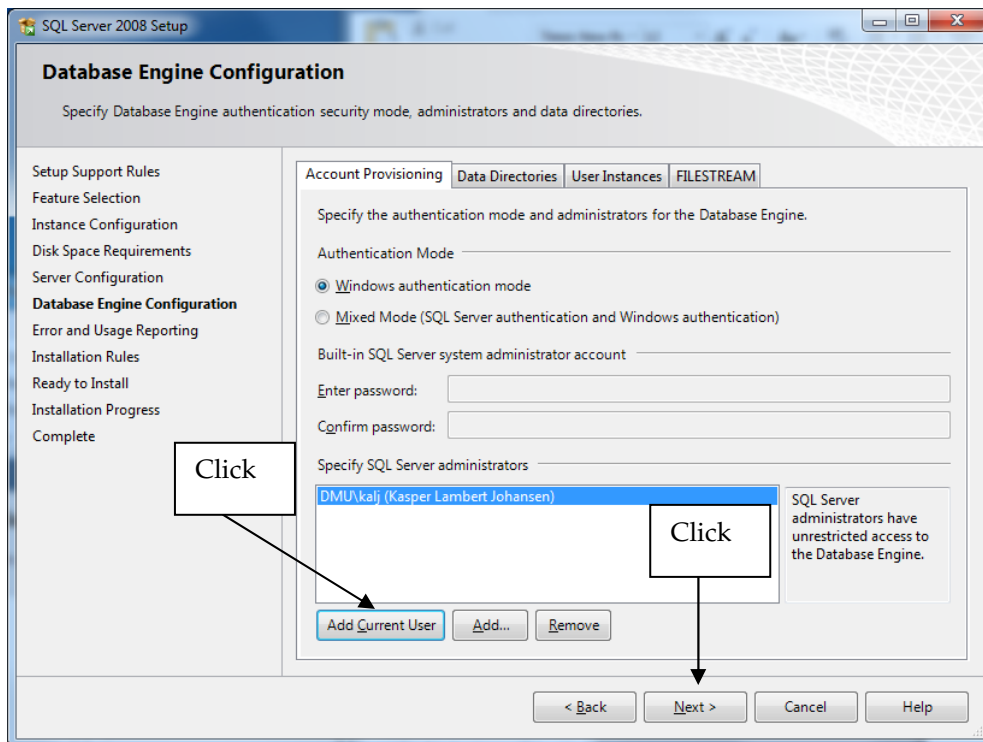 SQL Server 2008 Setup
Database Engine Configuration
Specify Database Engine authentication security mode, administrators and data directories.
Setup Support Rules
Feature Selection
Instance Configuration
Disk Space Requirements
Server Configuration
Database Engine Configuration
Error and Usage Reporting
Installation Rules
Ready to Install
Installation Progress
Complete
Account Provisioning Data Directories User Instances FILESTREAM
Specify the authentication mode and administrators for the Database Engine.
Authentication Mode
Windows authentication mode
Mixed Mode (SQL Server authentication and Windows authentication)
Built-in SQL Server system administrator account
Enter password:
Confirm password:
Specify SQL Server administrators
DMU\kalj (Kasper Lambert Johansen)
SQL Server
administrators have
unrestricted access to
the Database Engine.
Click
Click
Add Current User Add... Remove
< Back Next > Cancel Help